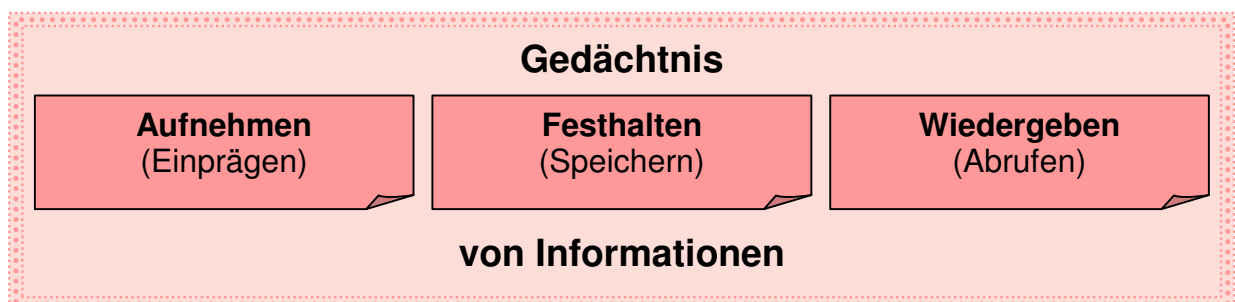 Gedächtnis
Aufnehmen
(Einprägen)
Festhalten
(Speichern)
Wiedergeben
(Abrufen)
von Informationen